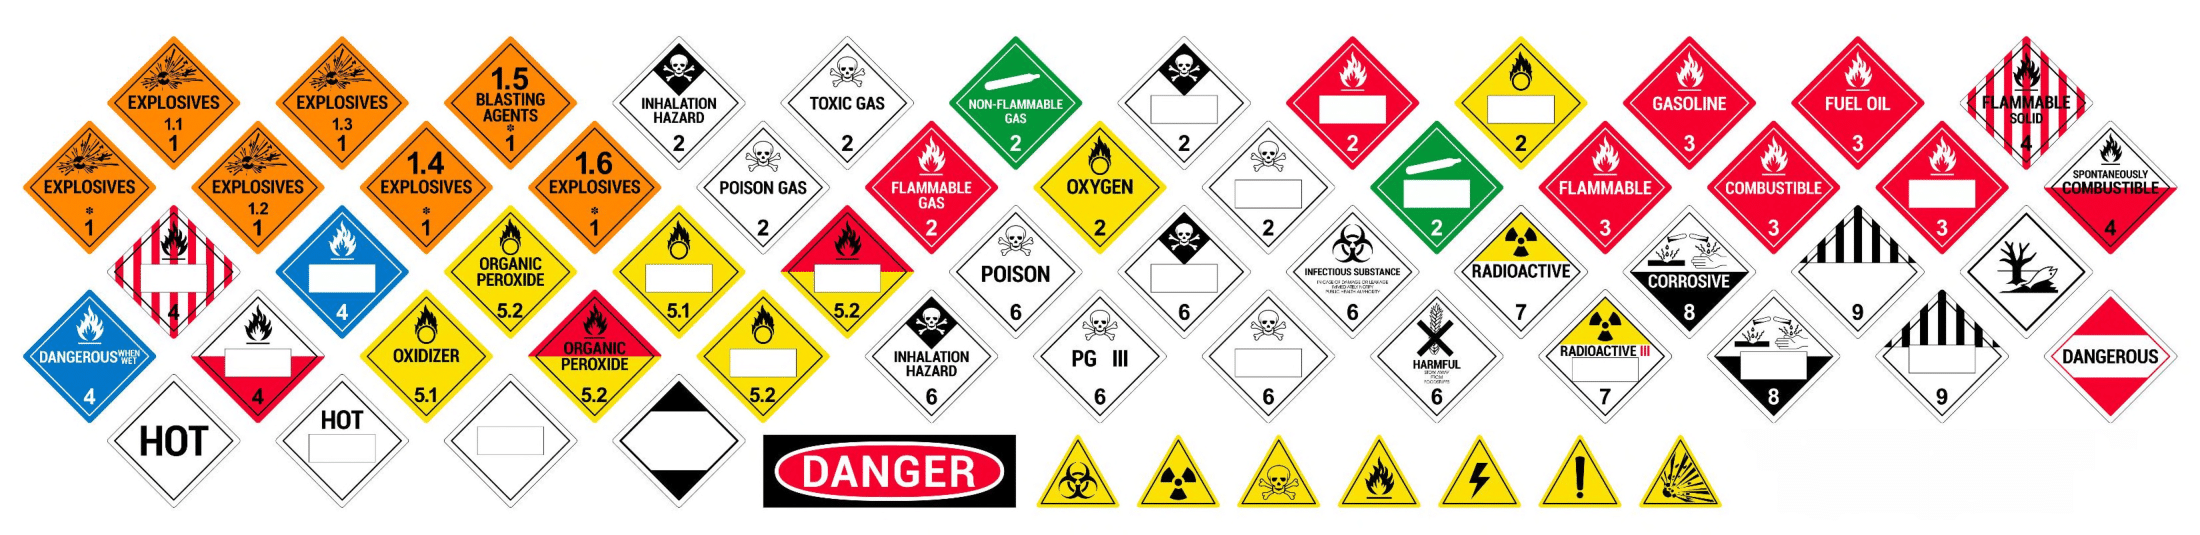 EXPLOSIVES
1.1
1
EXPLOSIVES
1.3
1
1.5
BLASTING
AGENTS
*
1
INHALATION
HAZARD
2
TOXIC GAS
2
NON-FLAMMABLE
GAS
2
2
2
2
GASOLINE
3
FUEL OIL
3
FLAMMABLE
SOLID
4
EXPLOSIVES
*
1
EXPLOSIVES
1.2
1
1.4
EXPLOSIVES
*
1
1.6
EXPLOSIVES
*
1
POISON GAS
2
FLAMMABLE
GAS
2
OXYGEN
2
2
2
FLAMMABLE
3
COMBUSTIBLE
3
3
SPONTANEOUSLY
COMBUSTIBLE
4
4
4
ORGANIC
PEROXIDE
5.2
5.1
5.2
POISON
6
6
INFECTIOUS SUBSTANCE
IN CASE OF DAMAGE OR LEAKAGE
IMMEDIATELY NOTIFY
PUBLIC HEALTH AUTHORITY
6
RADIOACTIVE
7
CORROSIVE
8
9
DANGEROUS WHEN
WET
4
4
OXIDIZER
5.1
ORGANIC
PEROXIDE
5.2
5.2
INHALATION
HAZARD
6
PG III
6
6
HARMFUL
STOW AWAY
FROM
FOODSTUFFS
6
RADIOACTIVE III
7
8
9
DANGEROUS
HOT
HOT
DANGER